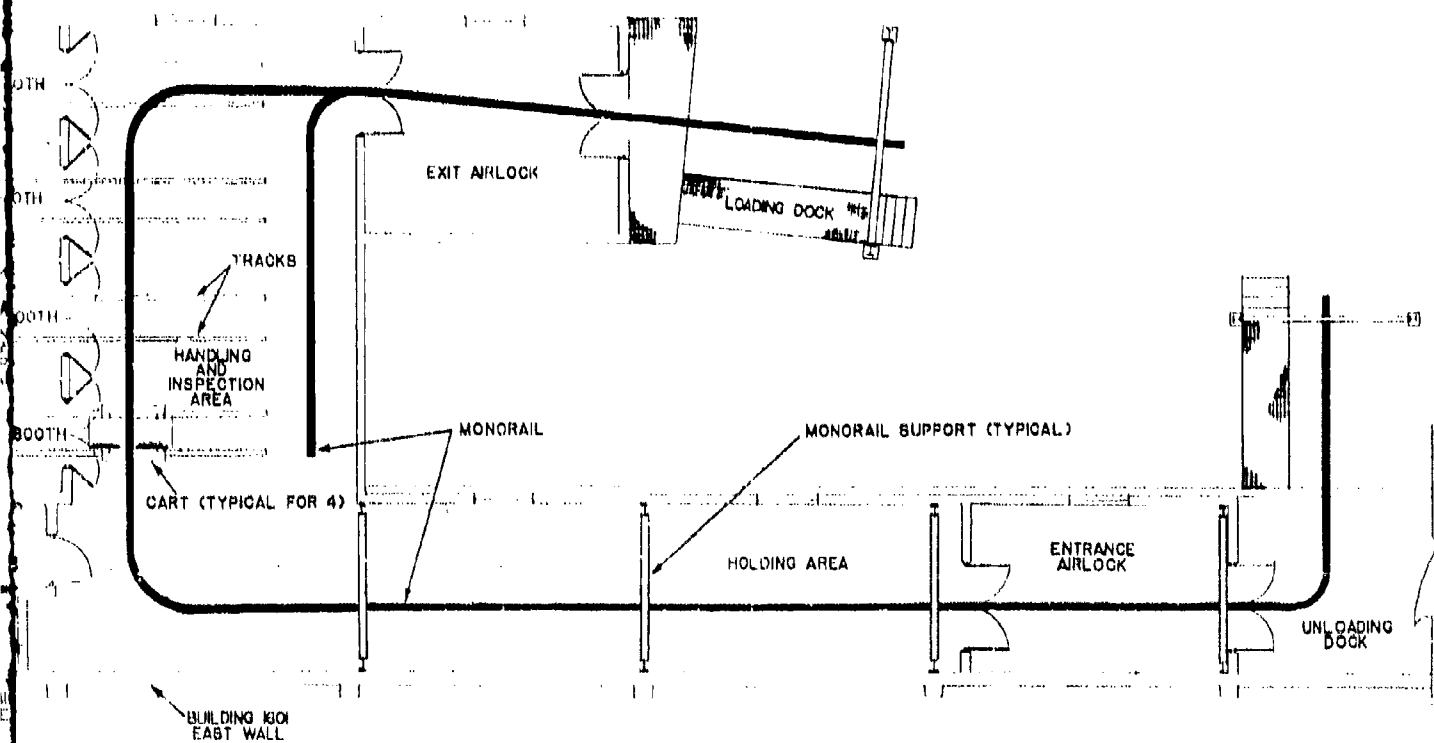 OTH
EXIT AIRLOCK
OTH
LOADING DOCK
TRACKS
OOTH
HANDLING
AND
INSPECTION
AREA
BOOTH
MONORAIL
MONORAIL SUPPORT (TYPICAL)
CART (TYPICAL FOR 4)
HOLDING AREA
ENTRANCE
AIRLOCK
UNLOADING
DOCK
BUILDING 1601
EAST WALL